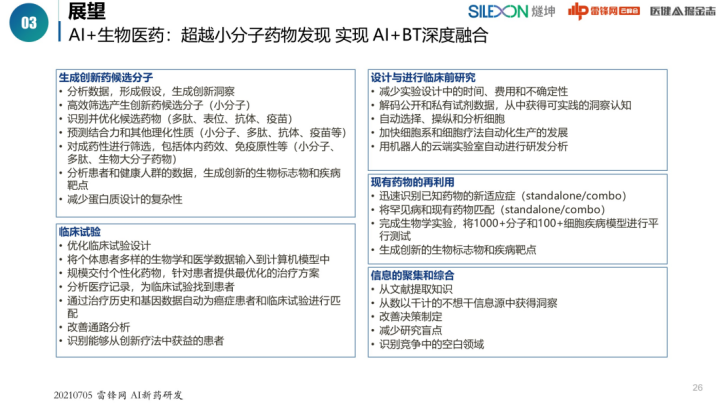 03
展望
AI+生物医药：超越小分子药物发现 实现 AI+BT深度融合
SILEXON 燧坤
雷锋网
医健AI掘金志
生成创新药候选分子
• 分析数据，形成假设，生成创新洞察
• 高效筛选产生创新药候选分子（小分子）
• 识别并优化候选药物（多肽、表位、抗体、疫苗）
• 预测结合力和其他理化性质（小分子、多肽、抗体、疫苗等）
• 对成药性进行筛选，包括体内药效、免疫原性等（小分子、
多肽、生物大分子药物）
• 分析患者和健康人群的数据，生成创新的生物标志物和疾病
靶点
• 减少蛋白质设计的复杂性
临床试验
• 优化临床试验设计
• 将个体患者多样的生物学和医学数据输入到计算机模型中
• 规模交付个性化药物，针对患者提供最优化的治疗方案
• 分析医疗记录，为临床试验找到患者
• 通过治疗历史和基因数据自动为癌症患者和临床试验进行匹
配
• 改善通路分析
• 识别能够从创新疗法中获益的患者
设计与进行临床前研究
• 减少实验设计中的时间、费用和不确定性
• 解码公开和私有试剂数据，从中获得可实践的洞察认知
• 自动选择、操纵和分析细胞
• 加快细胞系和细胞疗法自动化生产的发展
• 用机器人的云端实验室自动进行研发分析
现有药物的再利用
• 迅速识别已知药物的新适应症（standalone/combo）
• 将罕见病和现有药物匹配（standalone/combo）
• 完成生物学实验，将1000+分子和100+细胞疾病模型进行平
行测试
• 生成创新的生物标志物和疾病靶点
信息的聚集和综合
• 从文献提取知识
• 从数以千计的不想干信息源中获得洞察
• 改善决策制定
• 减少研究盲点
• 识别竞争中的空白领域
20210705 雷锋网 AI新药研发
26